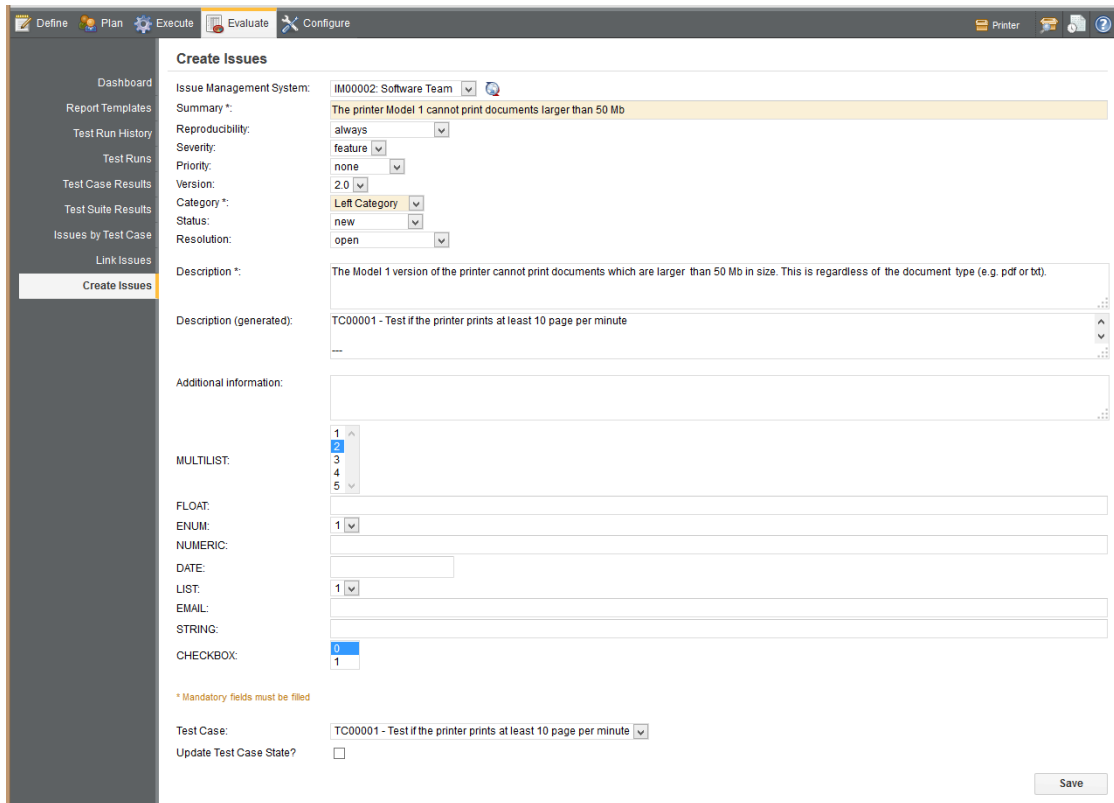 Define Plan Execute Evaluate Configure Printer
Create Issues
Dashboard
Report Templates
Test Run History
Test Runs
Test Case Results
Test Suite Results
Issues by Test Case
Link Issues
Create Issues
Issue Management System: IM00002: Software Team
Summary *: The printer Model 1 cannot print documents larger than 50 Mb
Reproducibility: always
Severity: feature
Priority: none
Version: 2.0
Category *: Left Category
Status: new
Resolution: open
Description *: The Model 1 version of the printer cannot print documents which are larger than 50 Mb in size. This is regardless of the document type (e.g. pdf or txt).
Description (generated): TC00001 - Test if the printer prints at least 10 page per minute
---
Additional information:
MULTILIST:
1
2
3
4
5
FLOAT:
ENUM: 1
NUMERIC:
DATE:
LIST: 1
EMAIL:
STRING:
CHECKBOX:
0
1
* Mandatory fields must be filled
Test Case: TC00001 - Test if the printer prints at least 10 page per minute
Update Test Case State?
Save